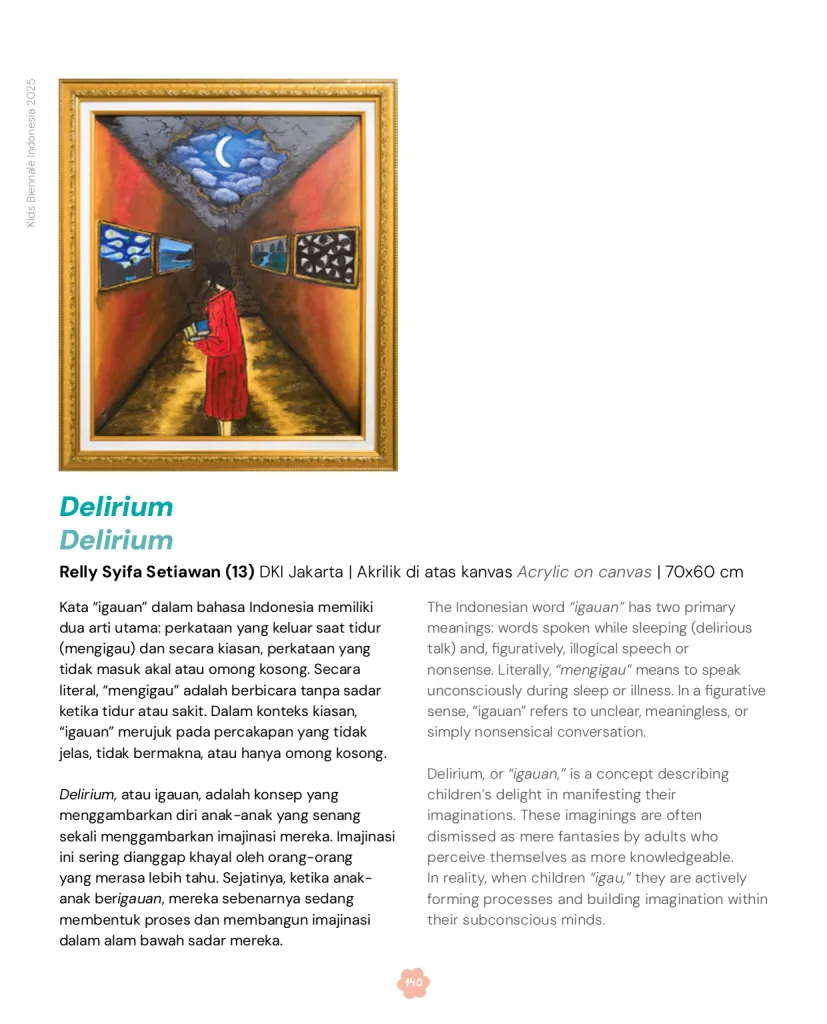 Kids Biennale Indonesia 2025
Delirium
Delirium
Relly Syifa Setiawan (13) DKI Jakarta | Akrilik di atas kanvas Acrylic on canvas | 70x60 cm
Kata “igauan” dalam bahasa Indonesia memiliki
dua arti utama: perkataan yang keluar saat tidur
(mengigau) dan secara kiasan, perkataan yang
tidak masuk akal atau omong kosong. Secara
literal, “mengigau” adalah berbicara tanpa sadar
ketika tidur atau sakit. Dalam konteks kiasan,
“igauan” merujuk pada percakapan yang tidak
jelas, tidak bermakna, atau hanya omong kosong.
Delirium, atau igauan, adalah konsep yang
menggambarkan diri anak-anak yang senang
sekali menggambarkan imajinasi mereka. Imajinasi
ini sering dianggap khayal oleh orang-orang
yang merasa lebih tahu. Sejatinya, ketika anak-
anak berigauan, mereka sebenarnya sedang
membentuk proses dan membangun imajinasi
dalam alam bawah sadar mereka.
The Indonesian word “igauan” has two primary
meanings: words spoken while sleeping (delirious
talk) and, figuratively, illogical speech or
nonsense. Literally, “mengigau” means to speak
unconsciously during sleep or illness. In a figurative
sense, “igauan” refers to unclear, meaningless, or
simply nonsensical conversation.
Delirium, or “igauan,” is a concept describing
children’s delight in manifesting their
imaginations. These imaginings are often
dismissed as mere fantasies by adults who
perceive themselves as more knowledgeable.
In reality, when children “igau,” they are actively
forming processes and building imagination within
their subconscious minds.
140